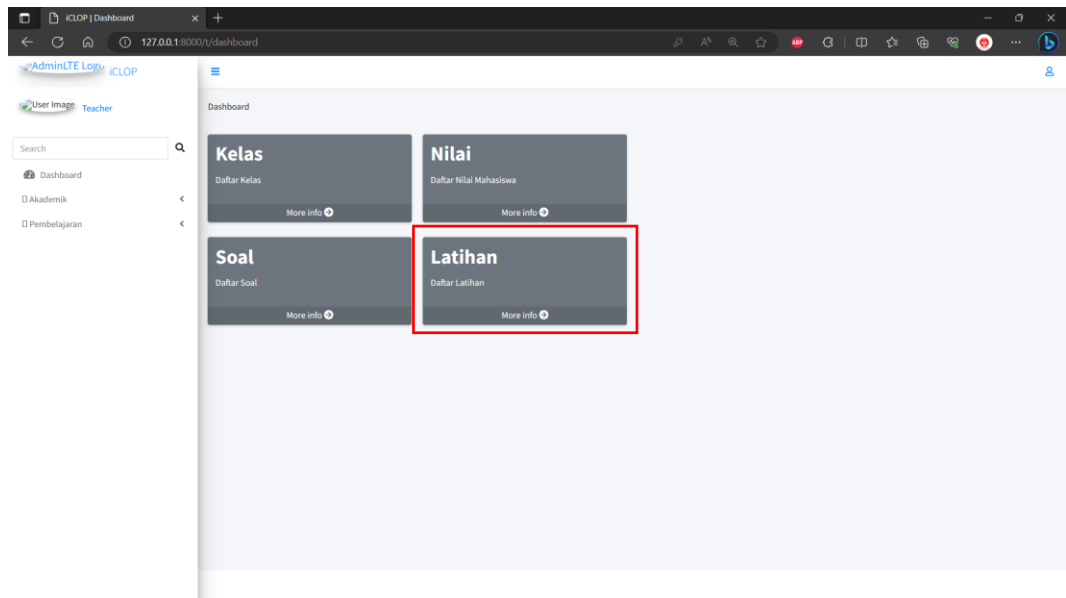 iCLOP | Dashboard
127.0.0.1:8000/t/dashboard
ABP
AdminLTE Logo iCLOP
User Image Teacher
Search
Dashboard
Akademik
Pembelajaran
Dashboard
Kelas
Daftar Kelas
More info
Nilai
Daftar Nilai Mahasiswa
More info
Soal
Daftar Soal
More info
Latihan
Daftar Latihan
More info